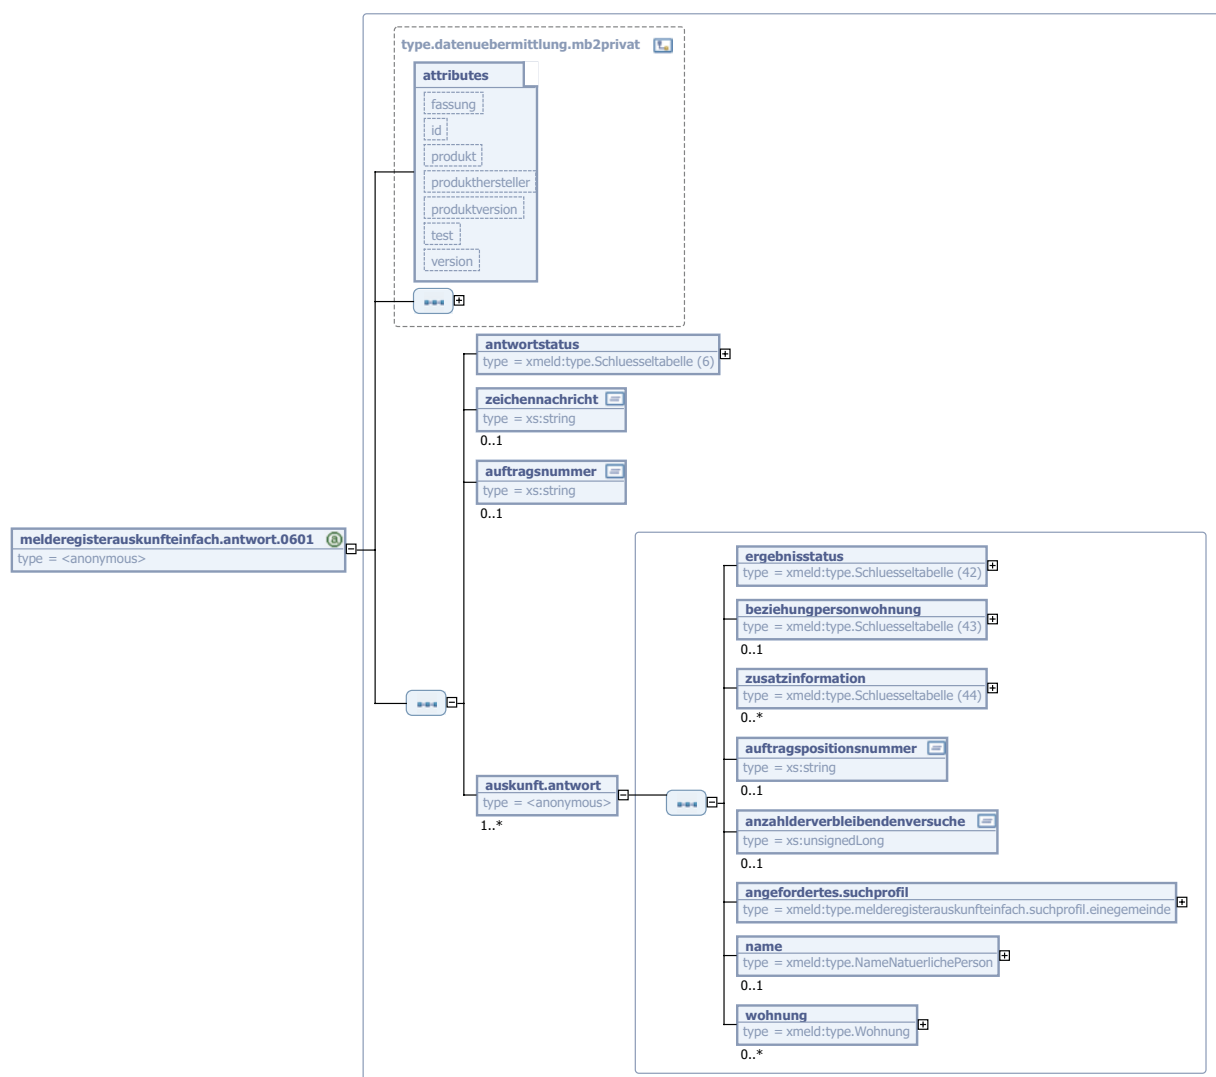 type.datenuebermittlung.mb2privat
attributes
fassung
id
produkt
produkthersteller
produktversion
test
version
antwortstatus
type = xmeld:type.Schluesseltabelle (6)
zeichennachricht
type = xs:string
0..1
auftragsnummer
type = xs:string
0..1
melderegisterauskunfteinfach.antwort.0601
type = <anonymous>
auskunft.antwort
type = <anonymous>
1..*
ergebnisstatus
type = xmeld:type.Schluesseltabelle (42)
beziehungpersonwohnung
type = xmeld:type.Schluesseltabelle (43)
0..1
zusatzinformation
type = xmeld:type.Schluesseltabelle (44)
0..*
auftragspositionsnummer
type = xs:string
0..1
anzahlderverbleibendenversuche
type = xs:unsignedLong
0..1
angefordertes.suchprofil
type = xmeld:type.melderegisterauskunfteinfach.suchprofil.einegemeinde
name
type = xmeld:type.NameNatuerlichePerson
0..1
wohnung
type = xmeld:type.Wohnung
0..*